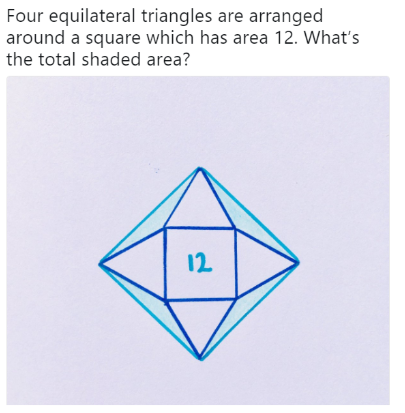 Four equilateral triangles are arranged
around a square which has area 12. What's
the total shaded area?
12